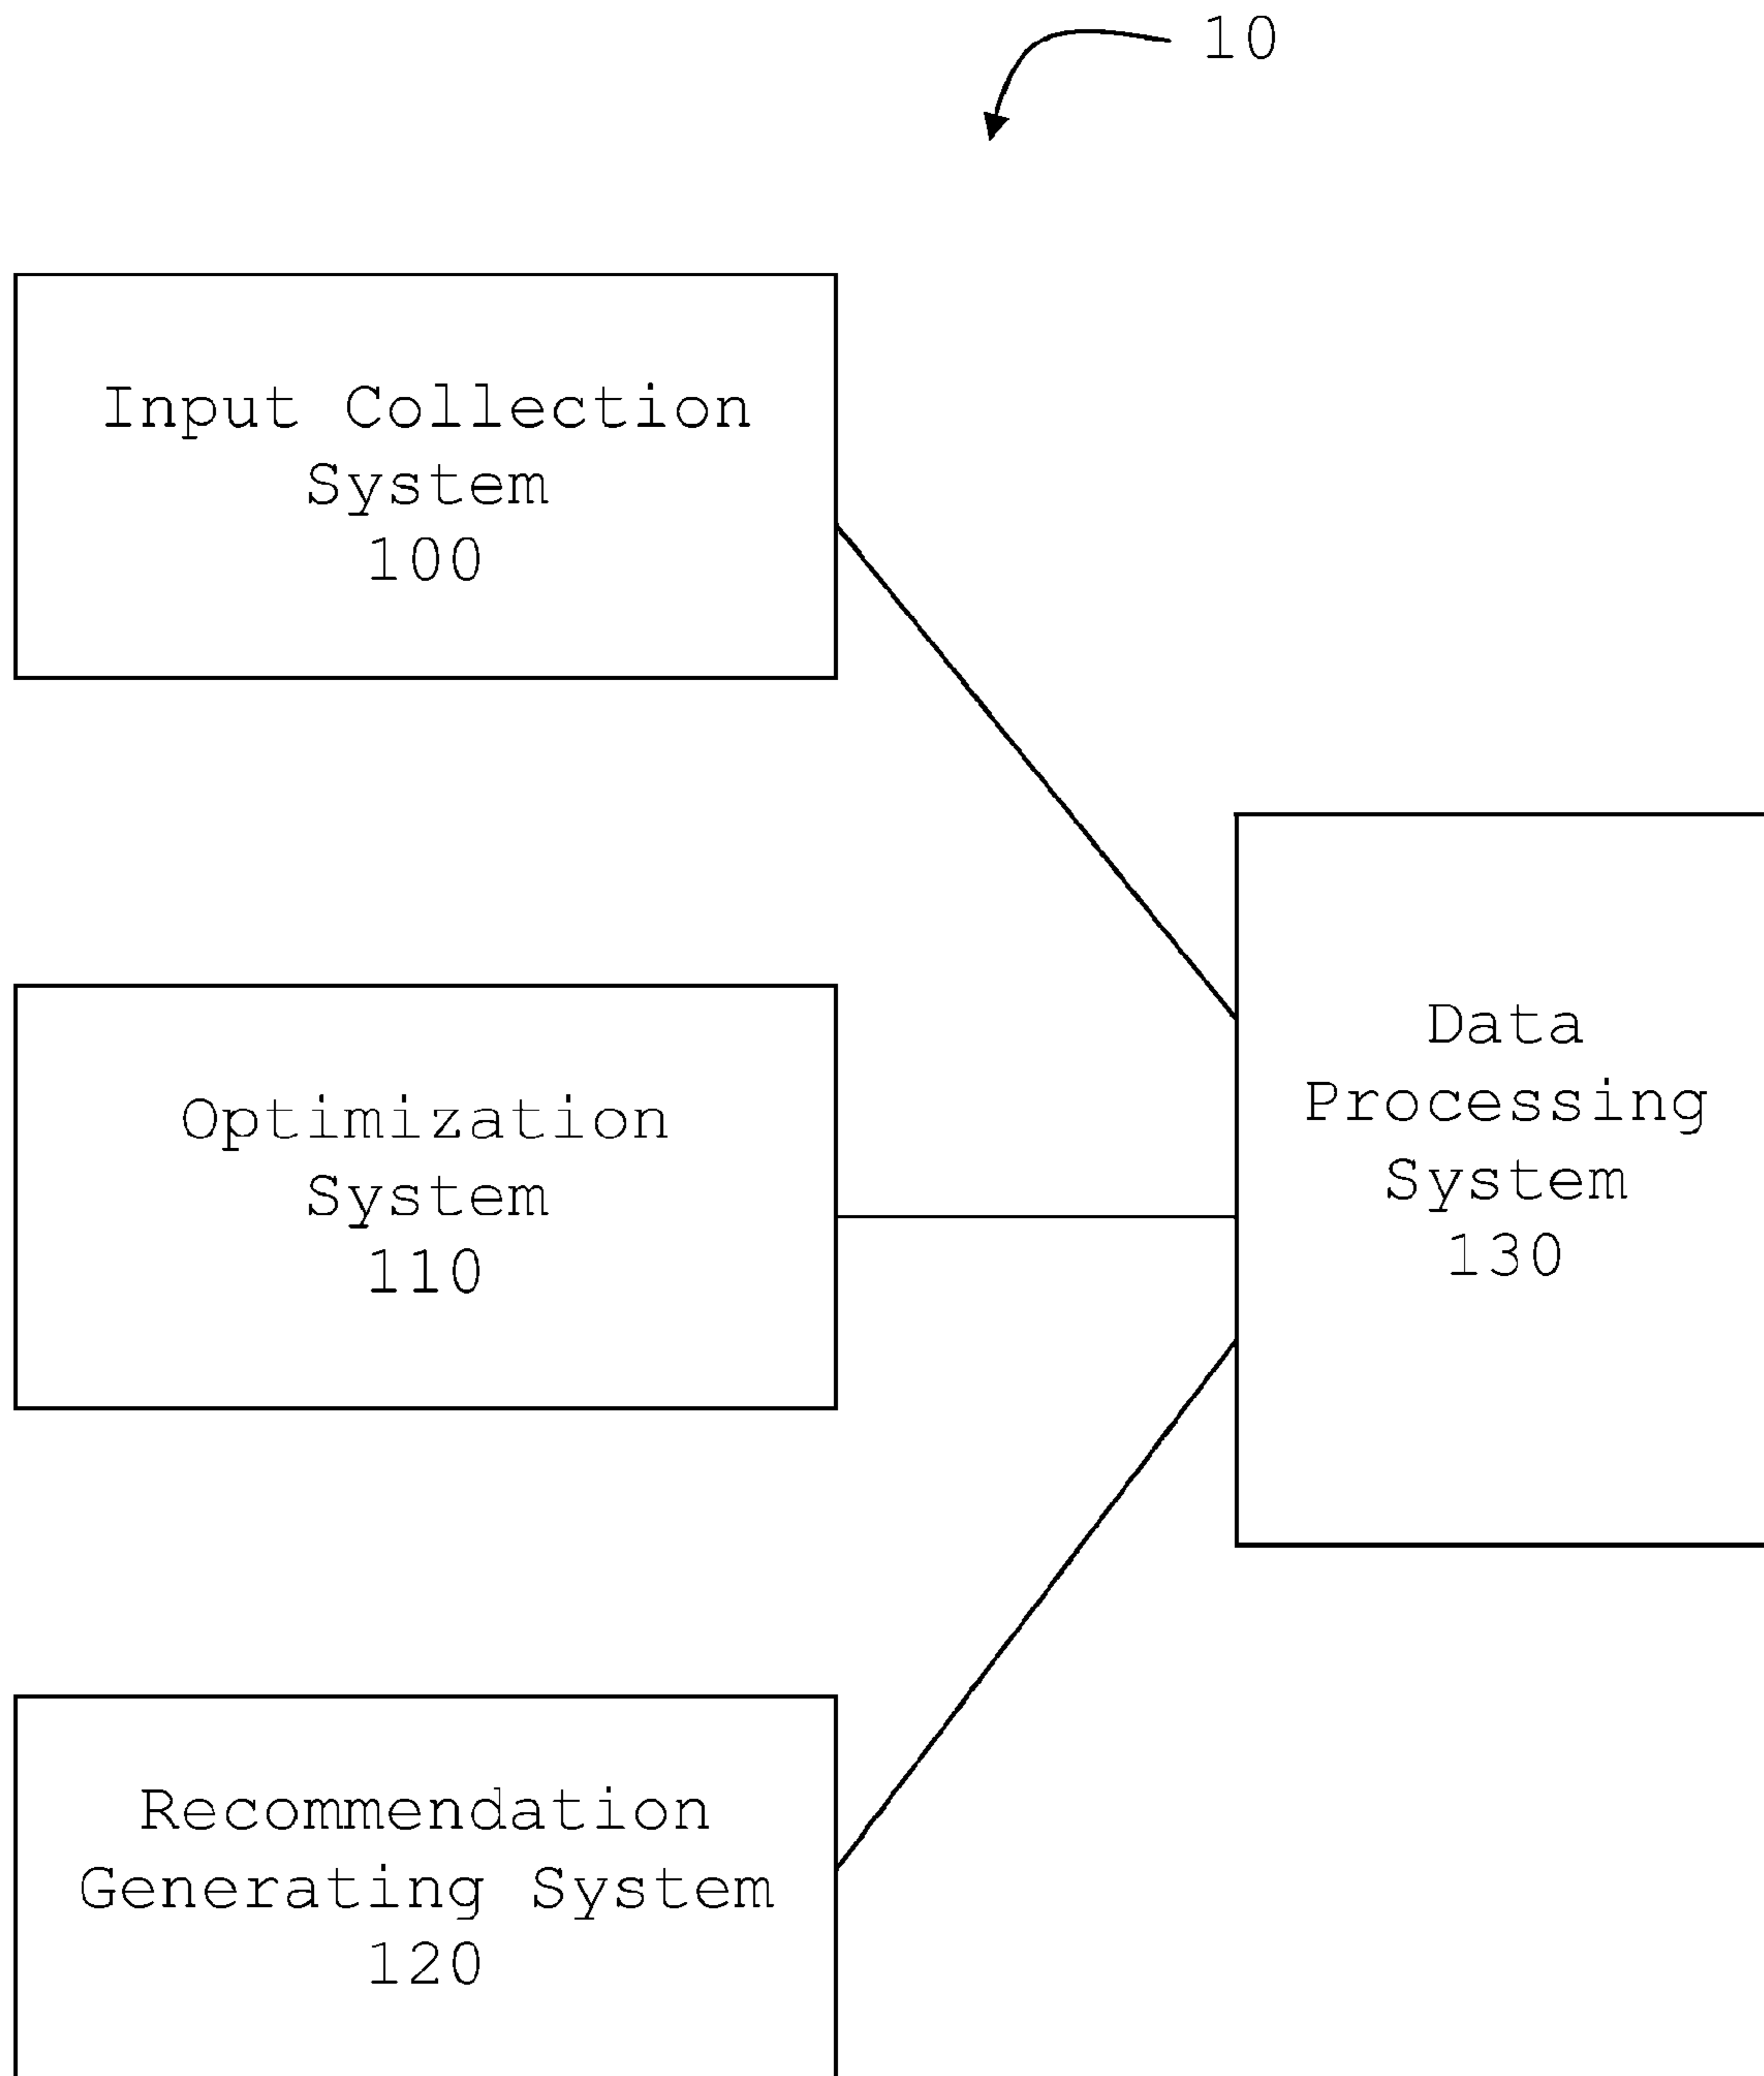 10
Input Collection
System
100
Optimization
System
110
Data
Processing
System
130
Recommendation
Generating System
120